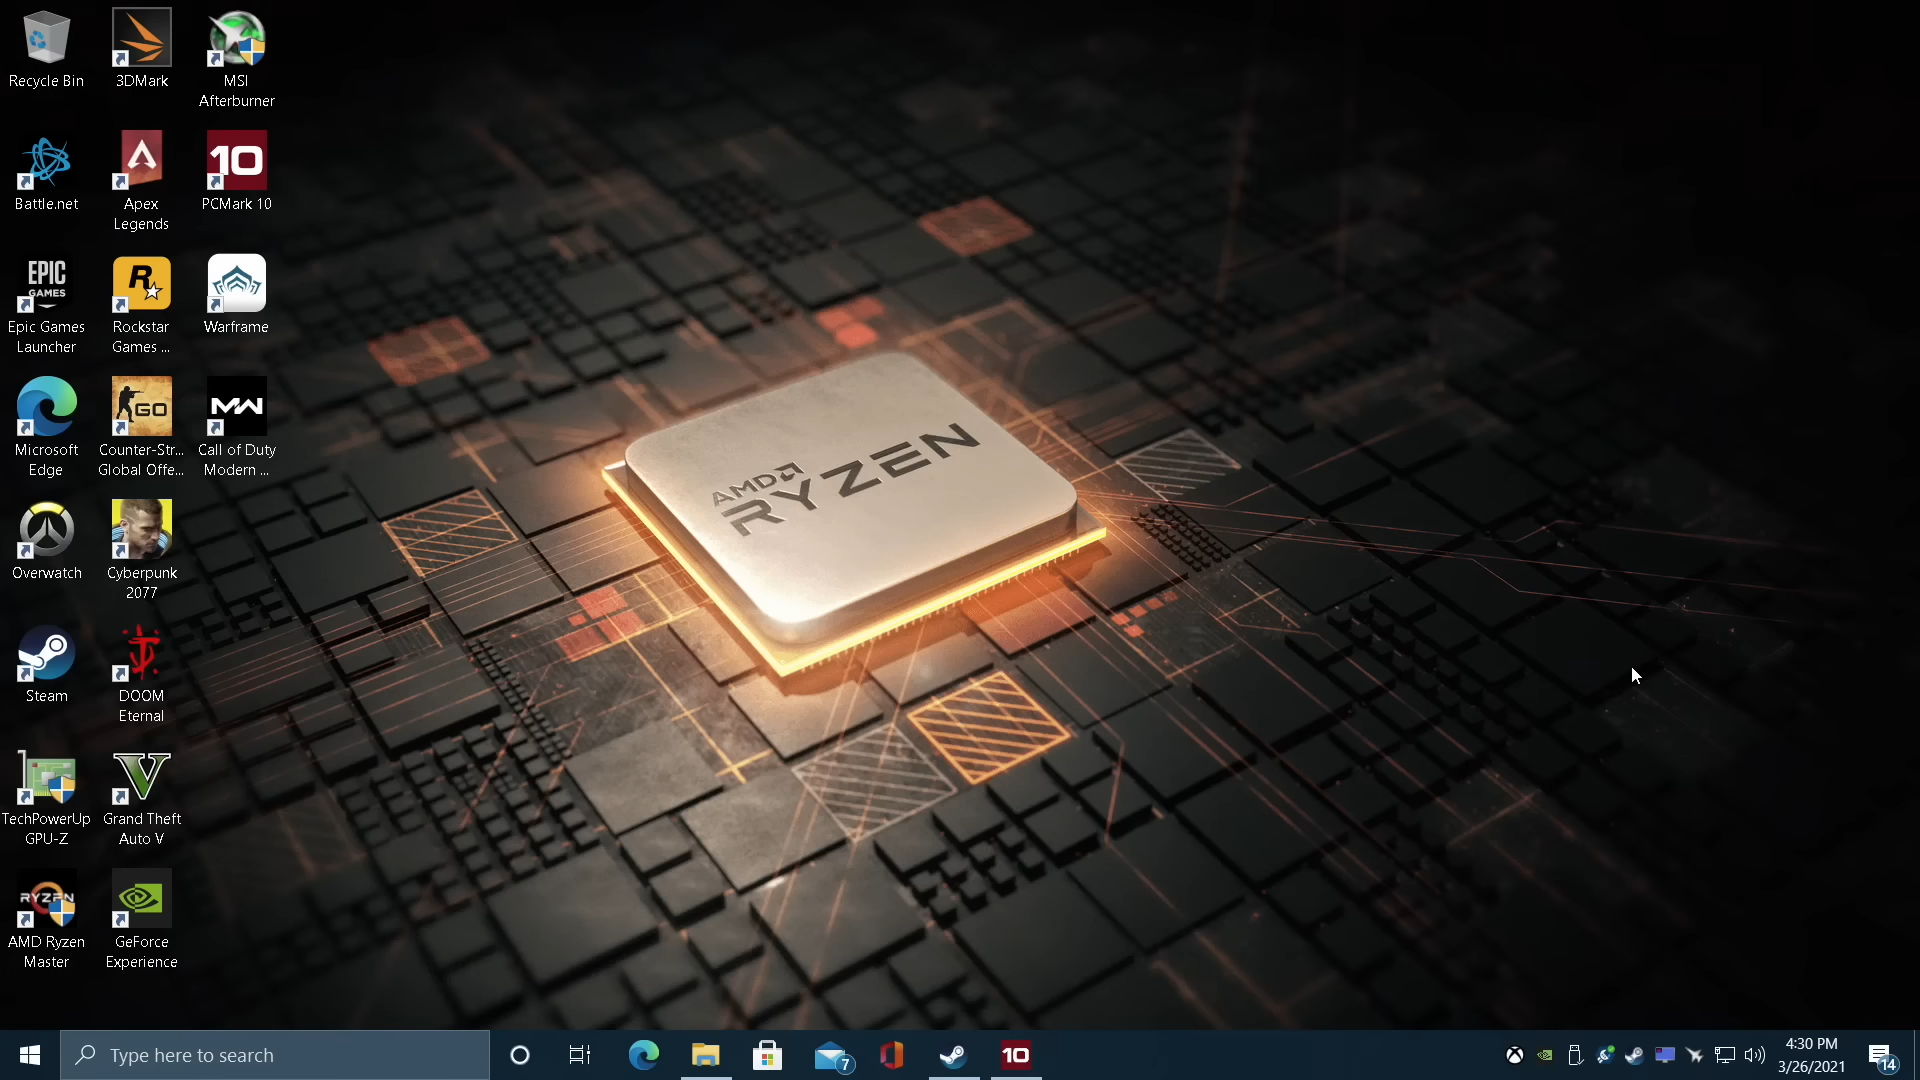 Recycle Bin
3DMark
MSI
Afterburner
Battle.net
Apex
Legends
10
PCMark 10
EPIC
GAMES
Epic Games
Launcher
R
Rockstar
Games ...
Warframe
Microsoft
Edge
GO
Counter-Str...
Global Offe...
MW
Call of Duty
Modern ...
Overwatch
Cyberpunk
2077
Steam
DOOM
Eternal
TechPowerUp
GPU-Z
V
Grand Theft
Auto V
RYZEN
AMD Ryzen
Master
GeForce
Experience
AMD
RYZEN
Type here to search
7
10
4:30 PM
3/26/2021
14